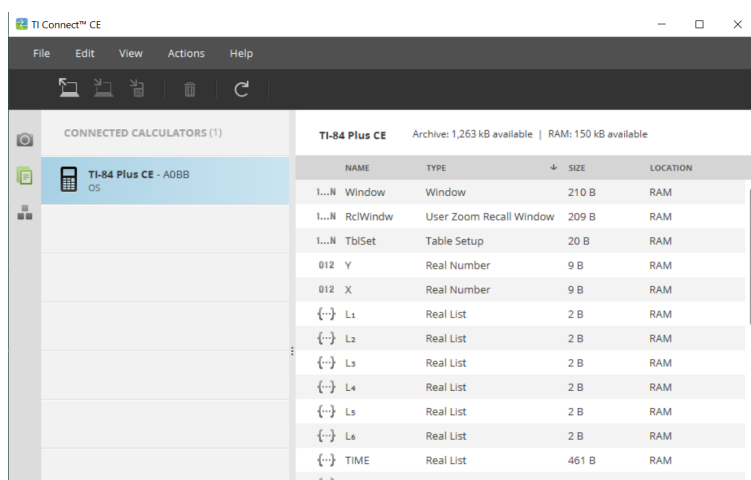 TI Connect™ CE
File Edit View Actions Help
CONNECTED CALCULATORS (1)
TI-84 Plus CE - A0BB
OS
TI-84 Plus CE Archive: 1,263 kB available | RAM: 150 kB available
NAME TYPE SIZE LOCATION
1...N Window Window 210 B RAM
1...N RclWindw User Zoom Recall Window 209 B RAM
1...N TblSet Table Setup 20 B RAM
012 Y Real Number 9 B RAM
012 X Real Number 9 B RAM
{...} L₁ Real List 2 B RAM
{...} L₂ Real List 2 B RAM
{...} L₃ Real List 2 B RAM
{...} L₄ Real List 2 B RAM
{...} L₅ Real List 2 B RAM
{...} L₆ Real List 2 B RAM
{...} TIME Real List 461 B RAM